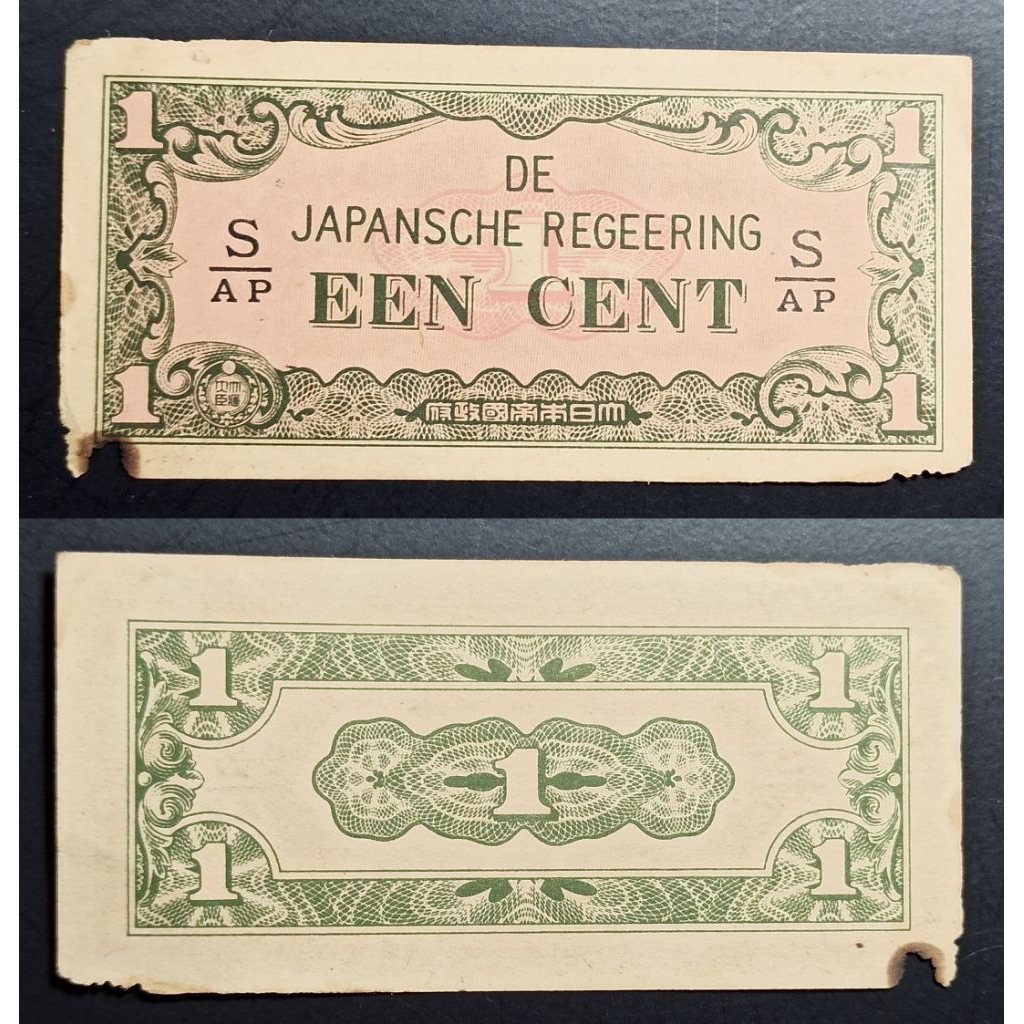 1 1
DE
JAPANSCHE REGEERING
S S
AP AP
EEN CENT
1 1
府政國帝本日大
1 1
1
1 1